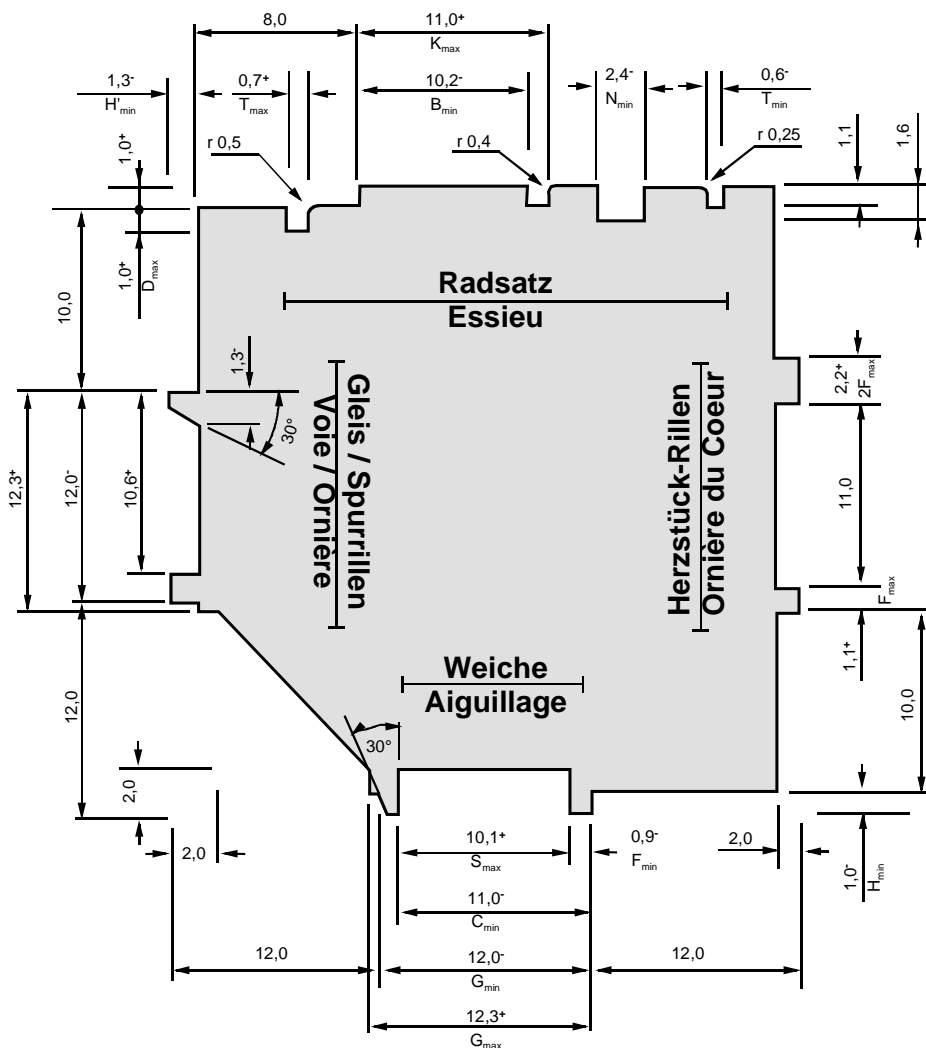 8,0
11,0⁺
Kmax
1,3⁻
H'min
0,7⁺
Tmax
10,2⁻
Bmin
2,4⁻
Nmin
0,6⁻
Tmin
1,0⁺
r 0,5
r 0,4
r 0,25
1,1
1,6
1,0⁺
Dmax
10,0
Radsatz
Essieu
1,3⁻
30°
Gleis / Spurrillen
Voie / Ornière
Herzstück-Rillen
Ornière du Coeur
2,2⁺
2Fmax
12,3⁺
12,0⁻
10,6⁺
11,0
Fmax
1,1⁺
12,0
10,0
Weiche
Aiguillage
30°
2,0
2,0
10,1⁺
Smax
0,9⁻
Fmin
2,0
1,0⁻
Hmin
11,0⁻
Cmin
12,0
12,0⁻
Gmin
12,0
12,3⁺
Gmax